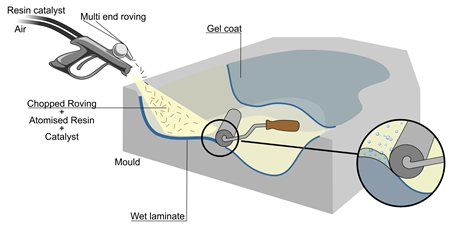 Resin catalyst
Multi end roving
Air
Gel coat
Chopped Roving
+
Atomised Resin
+
Catalyst
Mould
Wet laminate